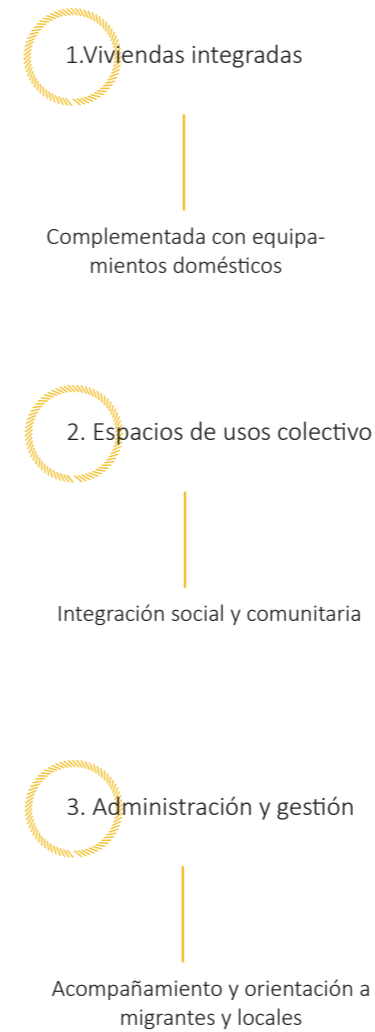 1.Viviendas integradas
Complementada con equipa-
mientos domésticos
2. Espacios de usos colectivo
Integración social y comunitaria
3. Administración y gestión
Acompañamiento y orientación a
migrantes y locales